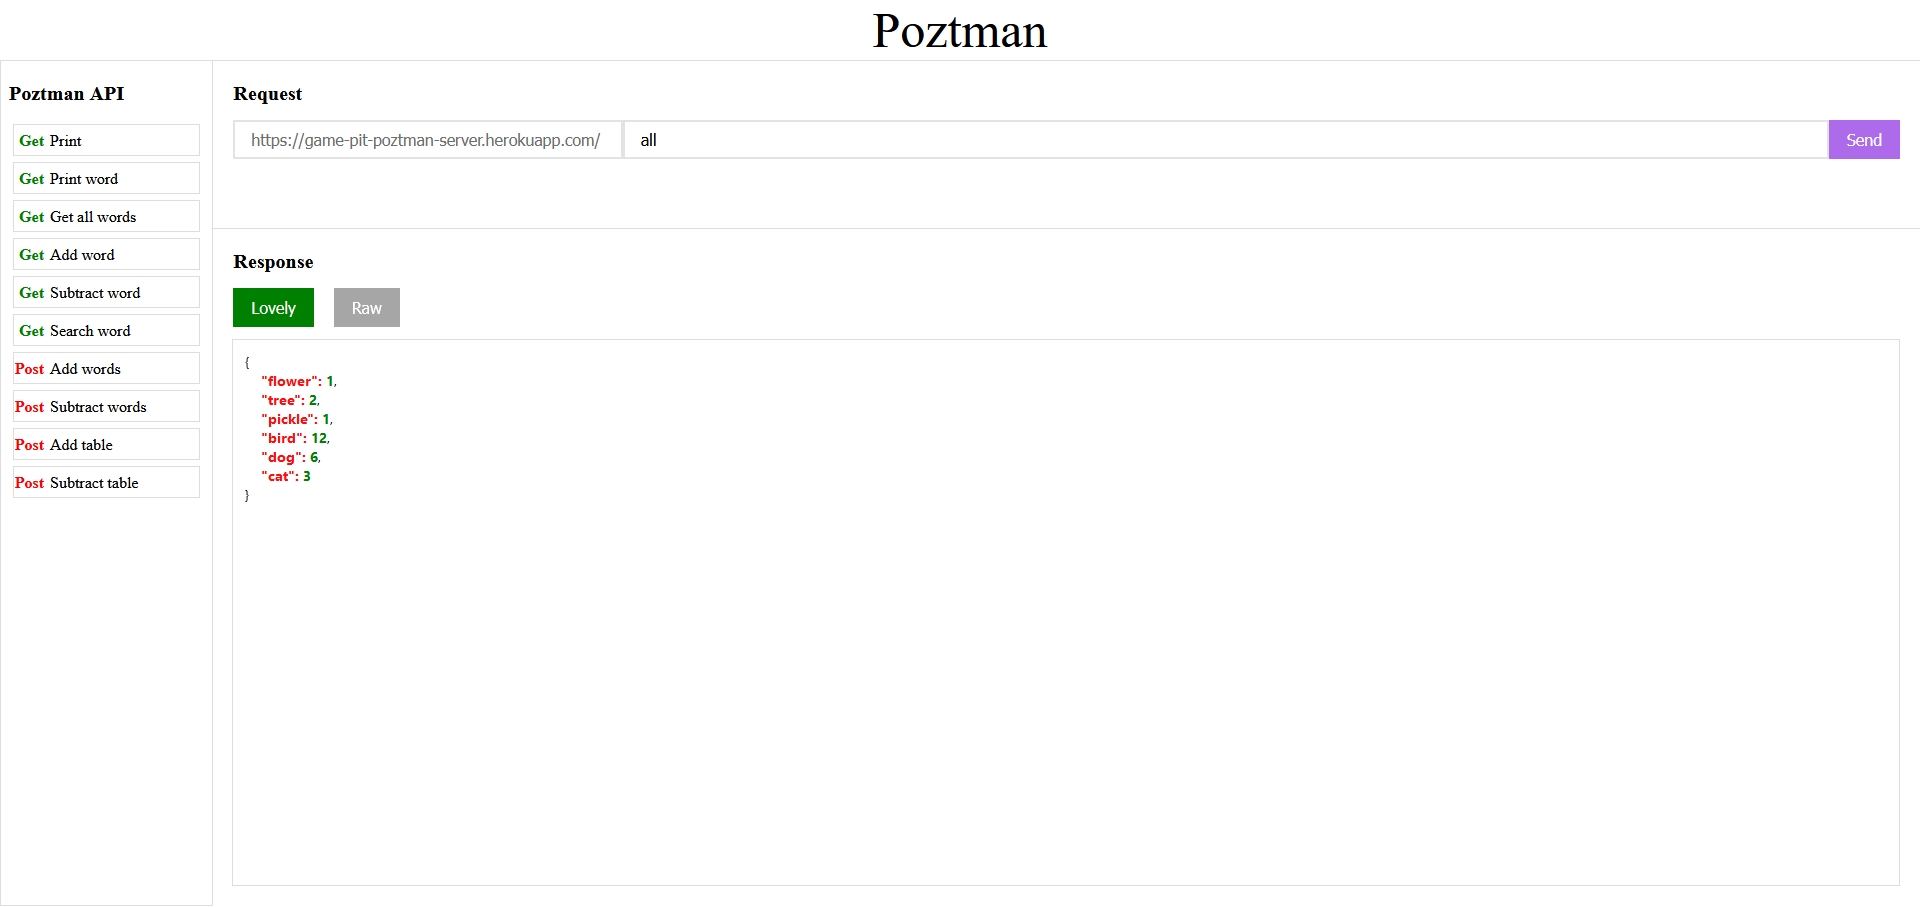 Poztman
Poztman API
Get Print
Get Print word
Get Get all words
Get Add word
Get Subtract word
Get Search word
Post Add words
Post Subtract words
Post Add table
Post Subtract table
Request
https://game-pit-poztman-server.herokuapp.com/ all Send
Response
Lovely Raw
{
"flower": 1,
"tree": 2,
"pickle": 1,
"bird": 12,
"dog": 6,
"cat": 3
}